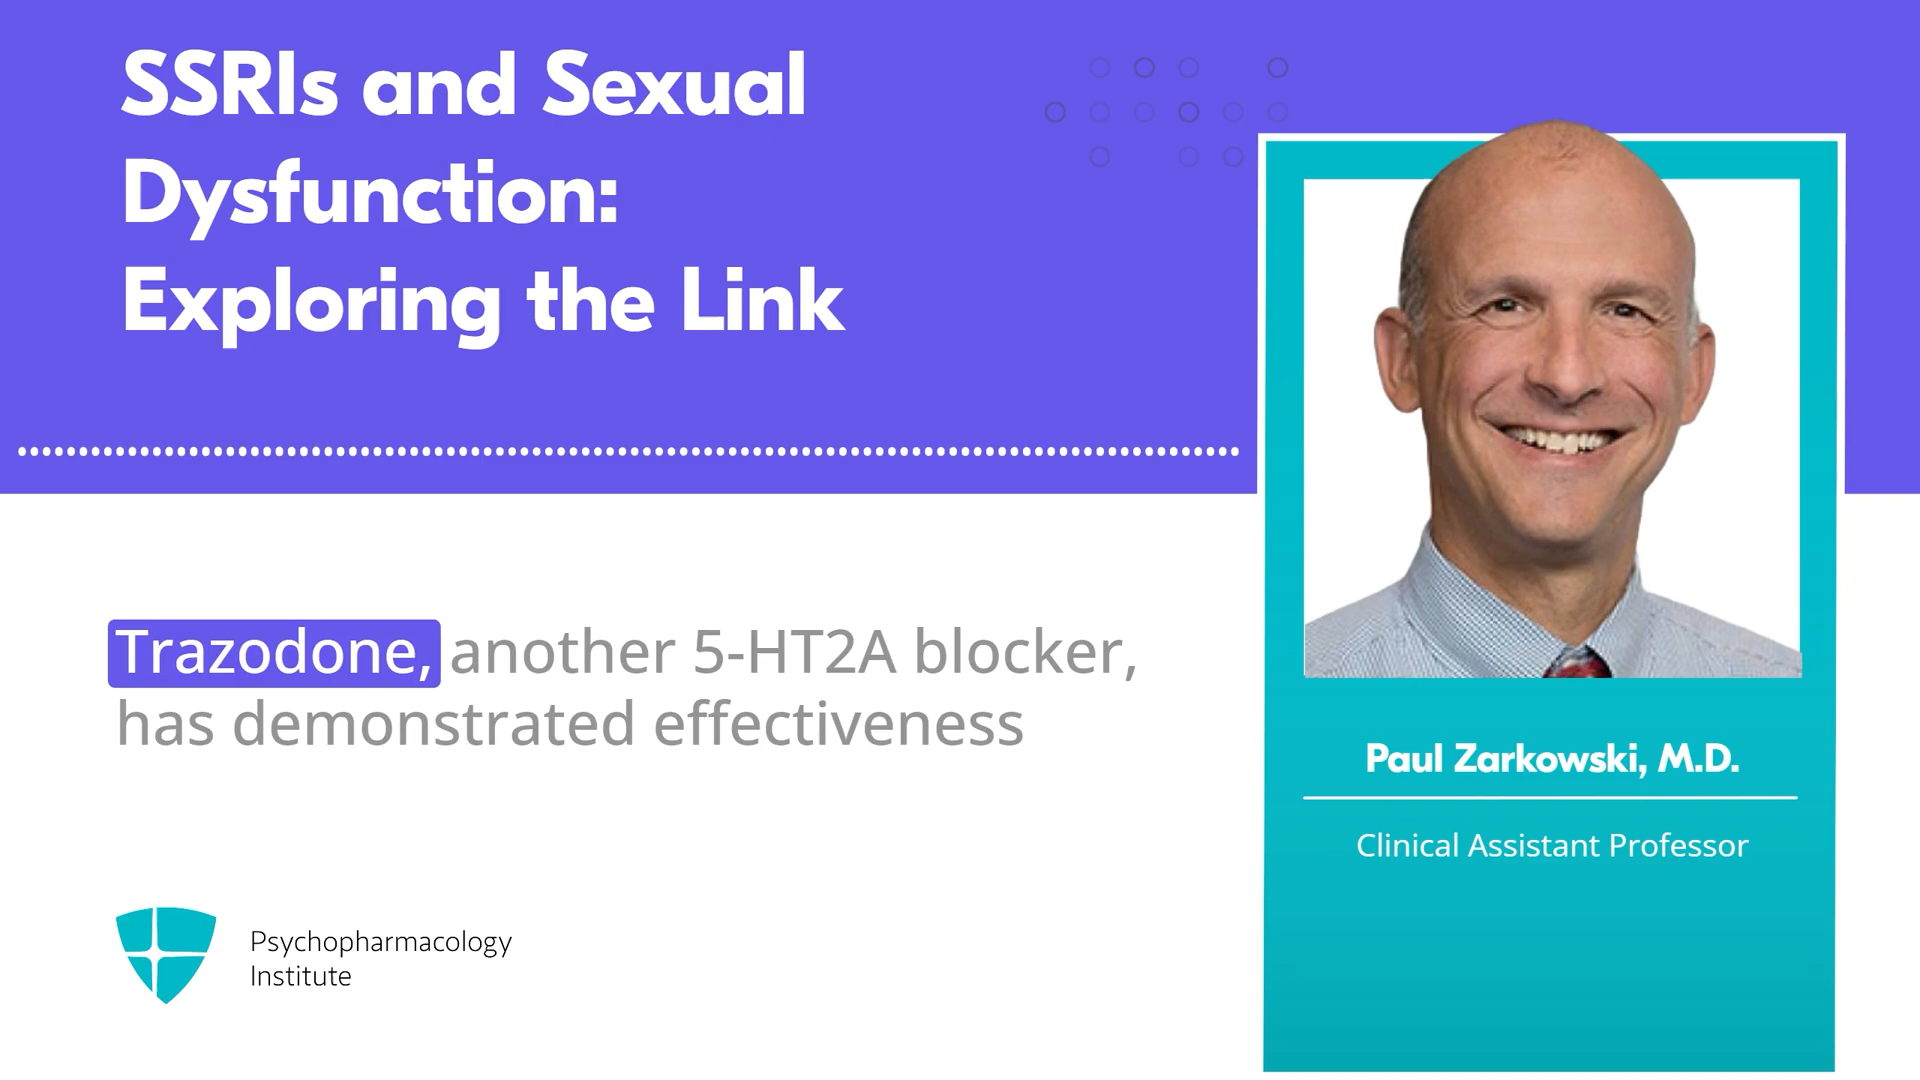 SSRIs and Sexual
Dysfunction:
Exploring the Link
Trazodone, another 5-HT2A blocker,
has demonstrated effectiveness
Paul Zarkowski, M.D.
Clinical Assistant Professor
Psychopharmacology
Institute